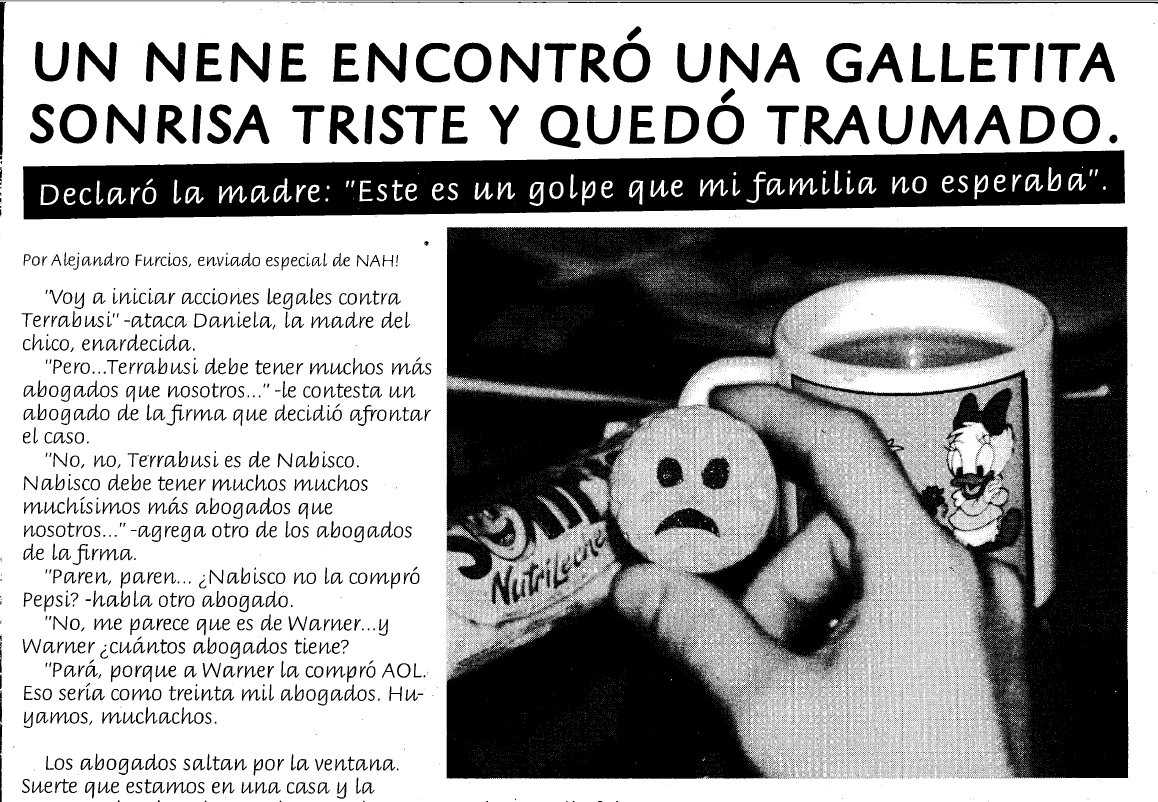 UN NENE ENCONTRÓ UNA GALLETITA
SONRISA TRISTE Y QUEDÓ TRAUMADO.
Declaró la madre: "Este es un golpe que mi familia no esperaba".
Por Alejandro Furcios, enviado especial de NAH!
"Voy a iniciar acciones legales contra
Terrabusi" -ataca Daniela, la madre del
chico, enardecida.
"Pero...Terrabusi debe tener muchos más
abogados que nosotros..." -le contesta un
abogado de la firma que decidió afrontar
el caso.
"No, no, Terrabusi es de Nabisco.
Nabisco debe tener muchos muchos
muchísimos más abogados que
nosotros..." -agrega otro de los abogados
de la firma.
"Paren, paren... ¿Nabisco no la compró
Pepsi? -habla otro abogado.
"No, me parece que es de Warner...y
Warner ¿cuántos abogados tiene?
"Pará, porque a Warner la compró AOL.
Eso sería como treinta mil abogados. Hu-
yamos, muchachos.
Los abogados saltan por la ventana.
Suerte que estamos en una casa y la
NutriLeche